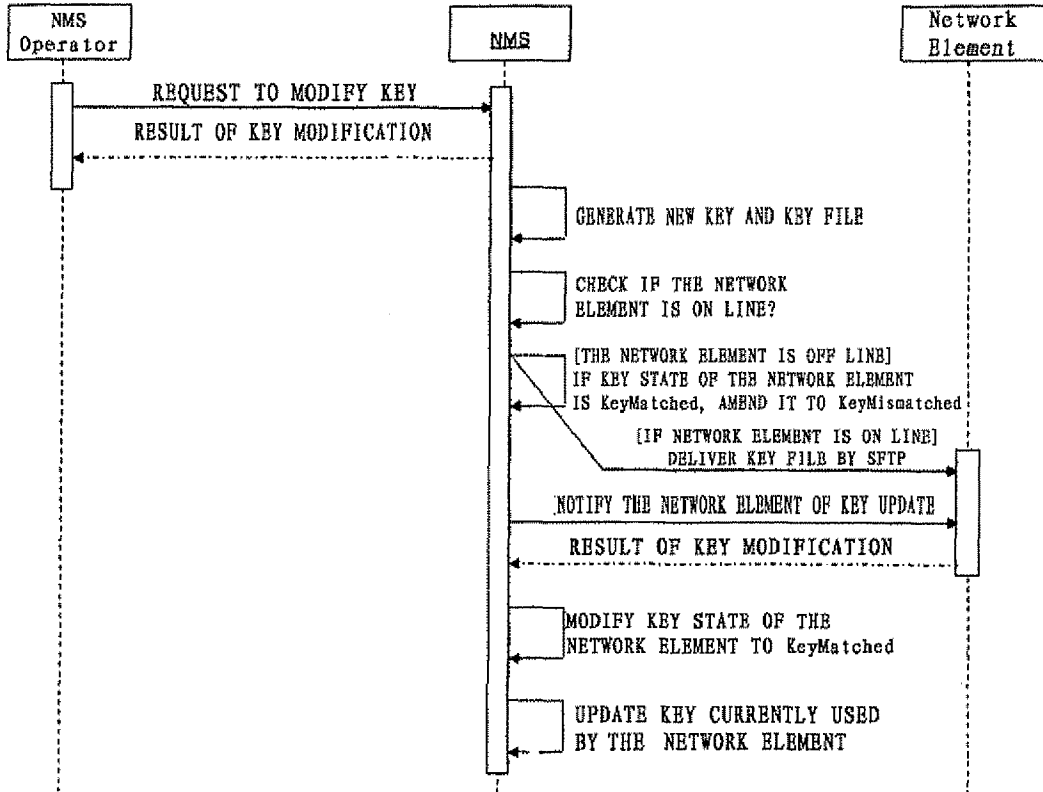 NMS
Operator
NMS
Network
Element
REQUEST TO MODIFY KEY
RESULT OF KEY MODIFICATION
GENERATE NEW KEY AND KEY FILE
CHECK IF THE NETWORK
ELEMENT IS ON LINE?
[THE NETWORK ELEMENT IS OFF LINE]
IF KEY STATE OF THE NETWORK ELEMENT
IS KeyMatched, AMEND IT TO KeyMismatched
[IF NETWORK ELEMENT IS ON LINE]
DELIVER KEY FILE BY SFTP
NOTIFY THE NETWORK ELEMENT OF KEY UPDATE
RESULT OF KEY MODIFICATION
MODIFY KEY STATE OF THE
NETWORK ELEMENT TO KeyMatched
UPDATE KEY CURRENTLY USED
BY THE NETWORK ELEMENT